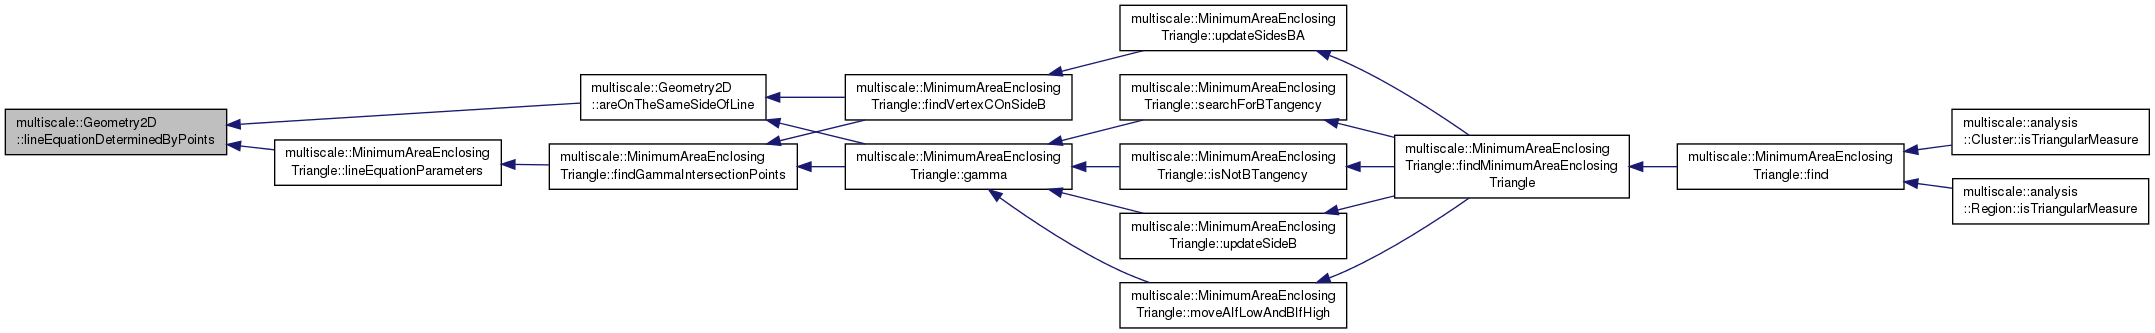 multiscale::Geometry2D
::lineEquationDeterminedByPoints
multiscale::Geometry2D
::areOnTheSameSideOfLine
multiscale::MinimumAreaEnclosing
Triangle::lineEquationParameters
multiscale::MinimumAreaEnclosing
Triangle::findGammaIntersectionPoints
multiscale::MinimumAreaEnclosing
Triangle::findVertexCOnSideB
multiscale::MinimumAreaEnclosing
Triangle::gamma
multiscale::MinimumAreaEnclosing
Triangle::updateSidesBA
multiscale::MinimumAreaEnclosing
Triangle::searchForBTangency
multiscale::MinimumAreaEnclosing
Triangle::isNotBTangency
multiscale::MinimumAreaEnclosing
Triangle::updateSideB
multiscale::MinimumAreaEnclosing
Triangle::moveAIfLowAndBIfHigh
multiscale::MinimumAreaEnclosing
Triangle::findMinimumAreaEnclosing
Triangle
multiscale::MinimumAreaEnclosing
Triangle::find
multiscale::analysis
::Cluster::isTriangularMeasure
multiscale::analysis
::Region::isTriangularMeasure